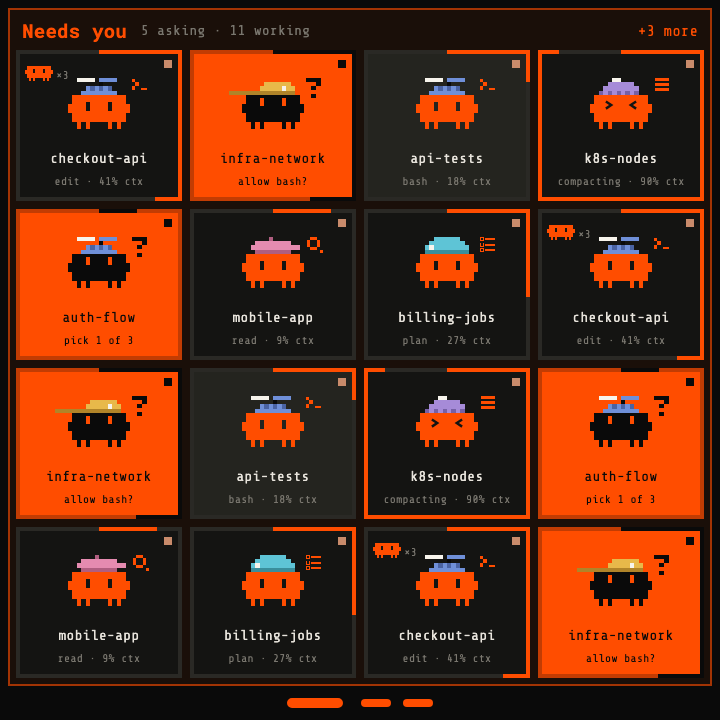 Needs you 5 asking · 11 working +3 more
×3
checkout-api
edit · 41% ctx
infra-network
allow bash?
api-tests
bash · 18% ctx
k8s-nodes
compacting · 90% ctx
auth-flow
pick 1 of 3
mobile-app
read · 9% ctx
billing-jobs
plan · 27% ctx
×3
checkout-api
edit · 41% ctx
infra-network
allow bash?
api-tests
bash · 18% ctx
k8s-nodes
compacting · 90% ctx
auth-flow
pick 1 of 3
mobile-app
read · 9% ctx
billing-jobs
plan · 27% ctx
×3
checkout-api
edit · 41% ctx
infra-network
allow bash?